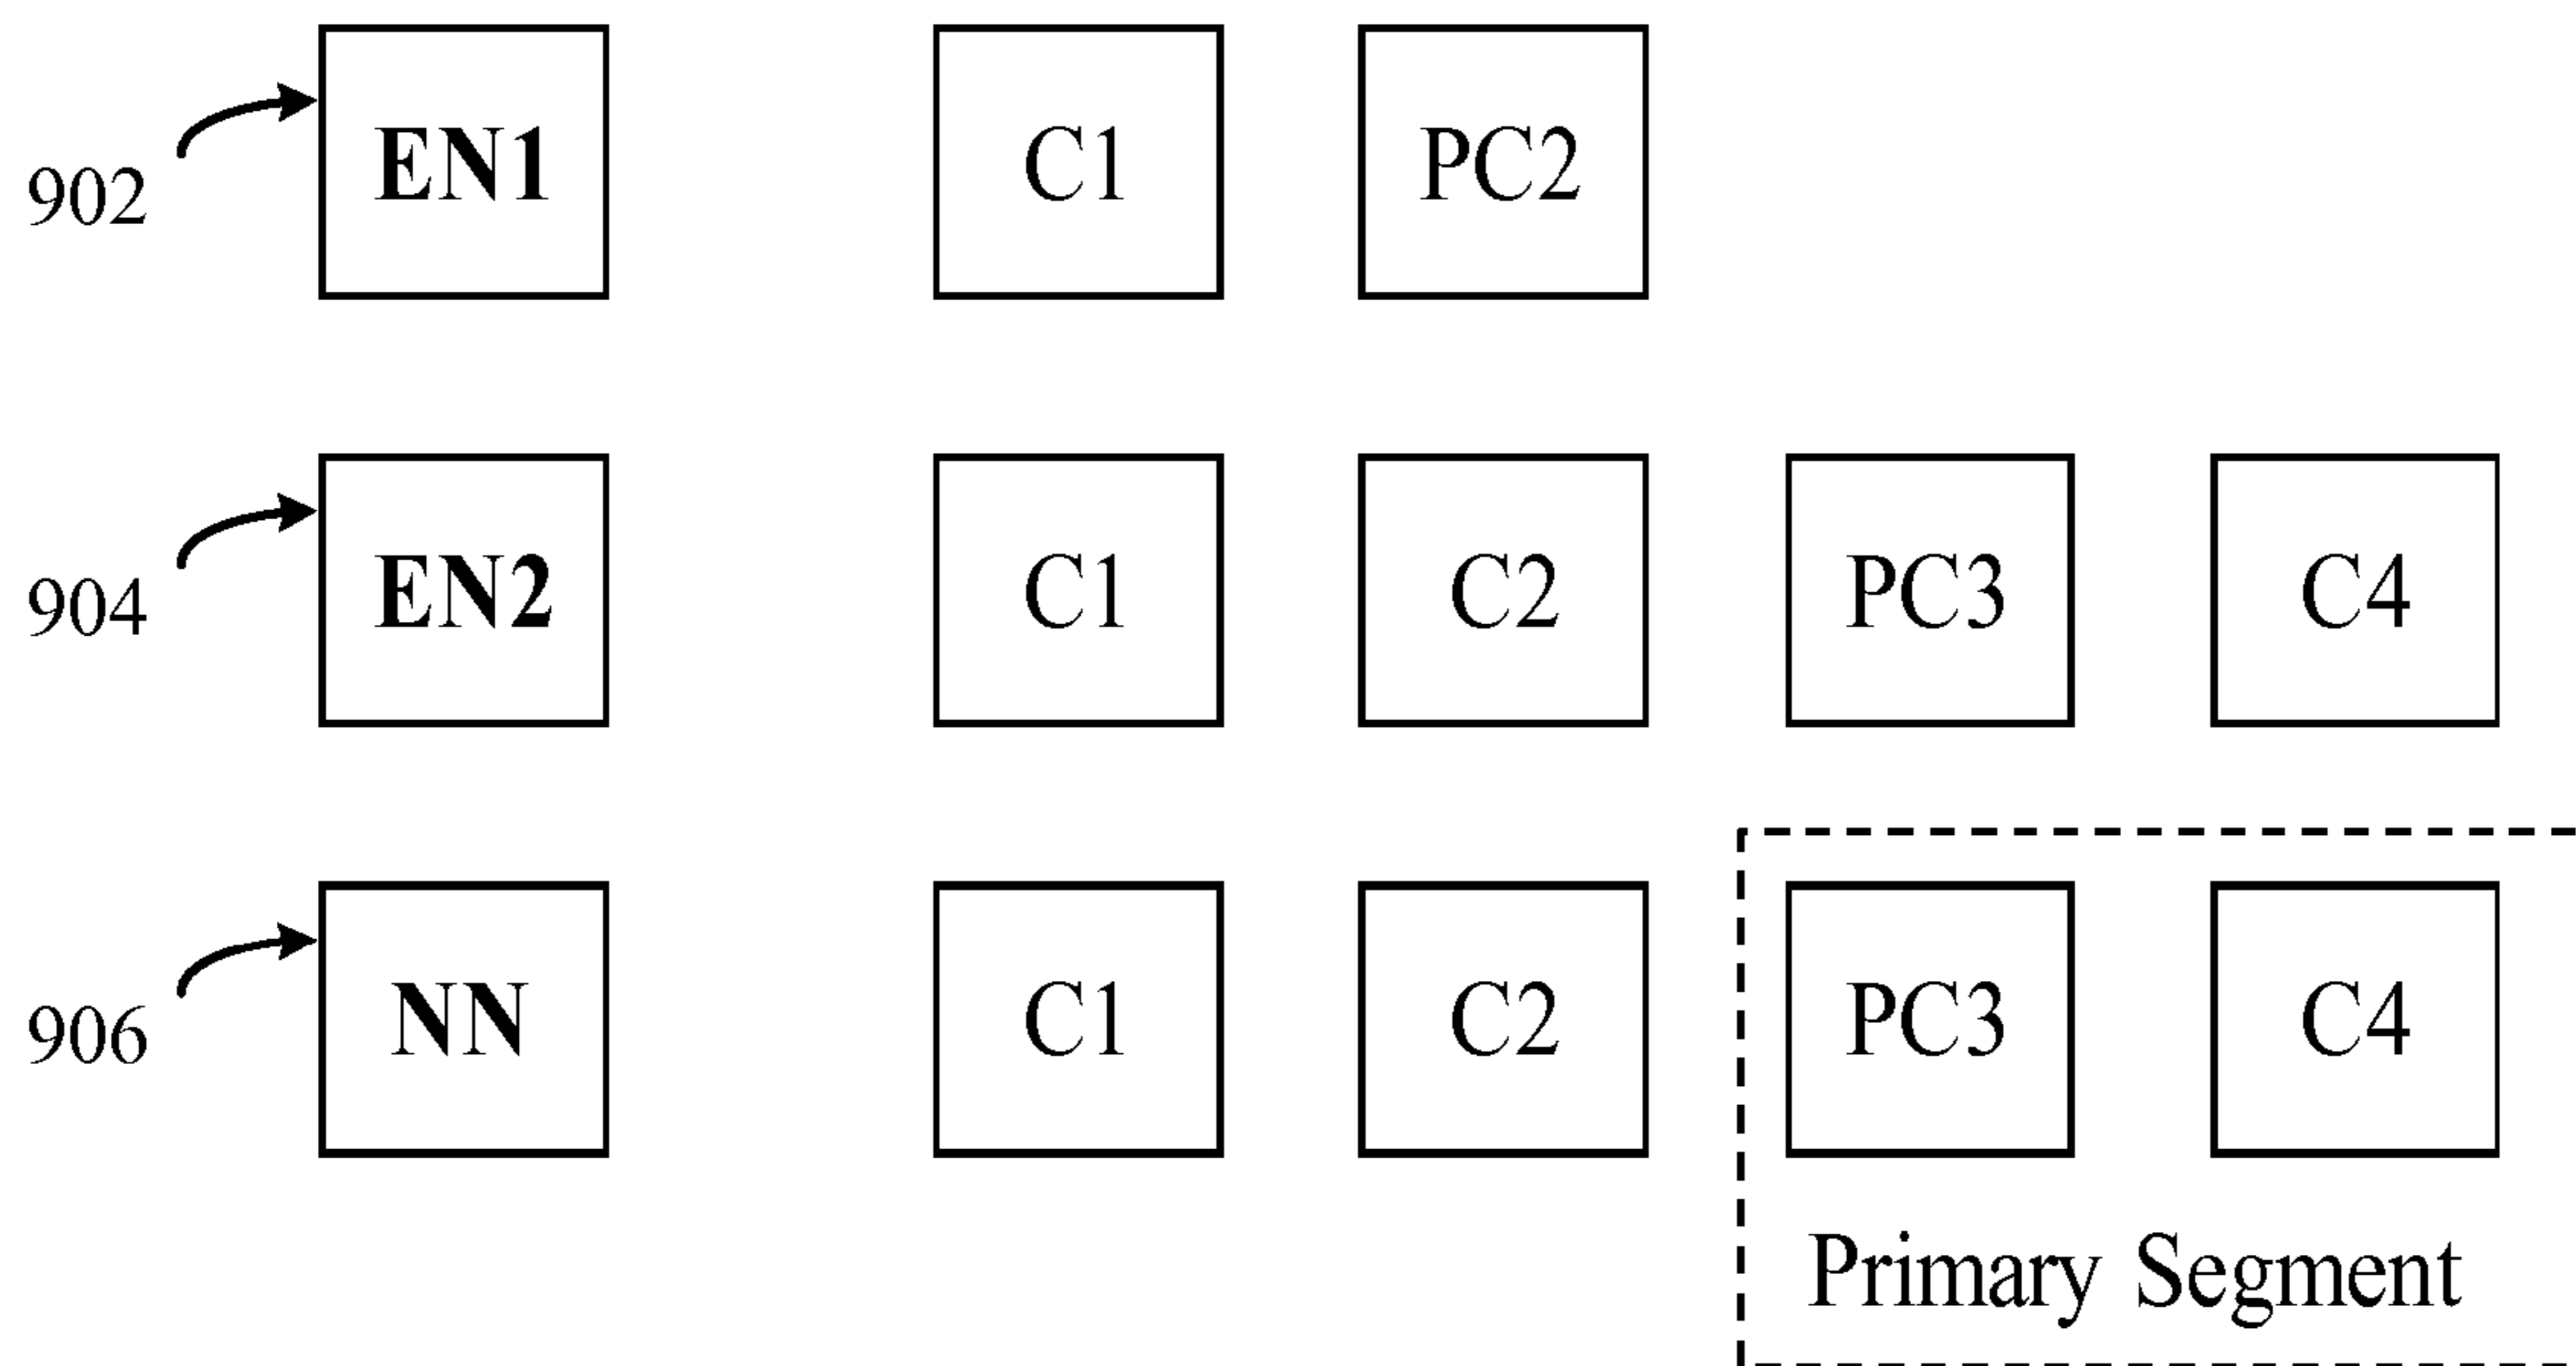 902 EN1 C1 PC2
904 EN2 C1 C2 PC3 C4
906 NN C1 C2 PC3 C4
Primary Segment